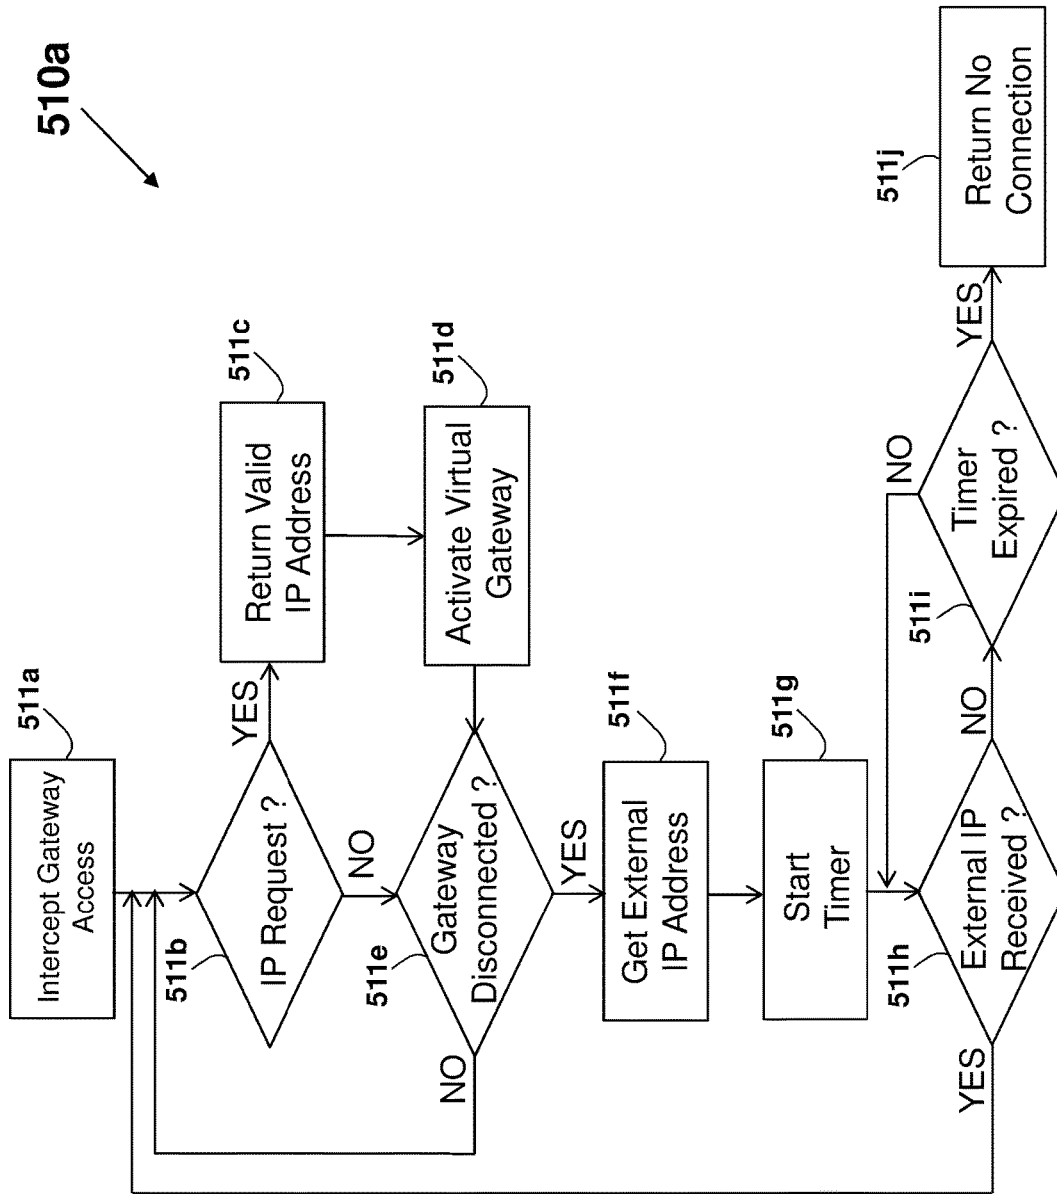 510a
511a
Intercept Gateway
Access
511b
IP Request ?
YES
NO
511c
Return Valid
IP Address
511d
Activate Virtual
Gateway
511e
Gateway
Disconnected ?
NO
YES
511f
Get External
IP Address
511g
Start
Timer
511h
External IP
Received ?
YES
NO
511i
Timer
Expired ?
NO
YES
511j
Return No
Connection